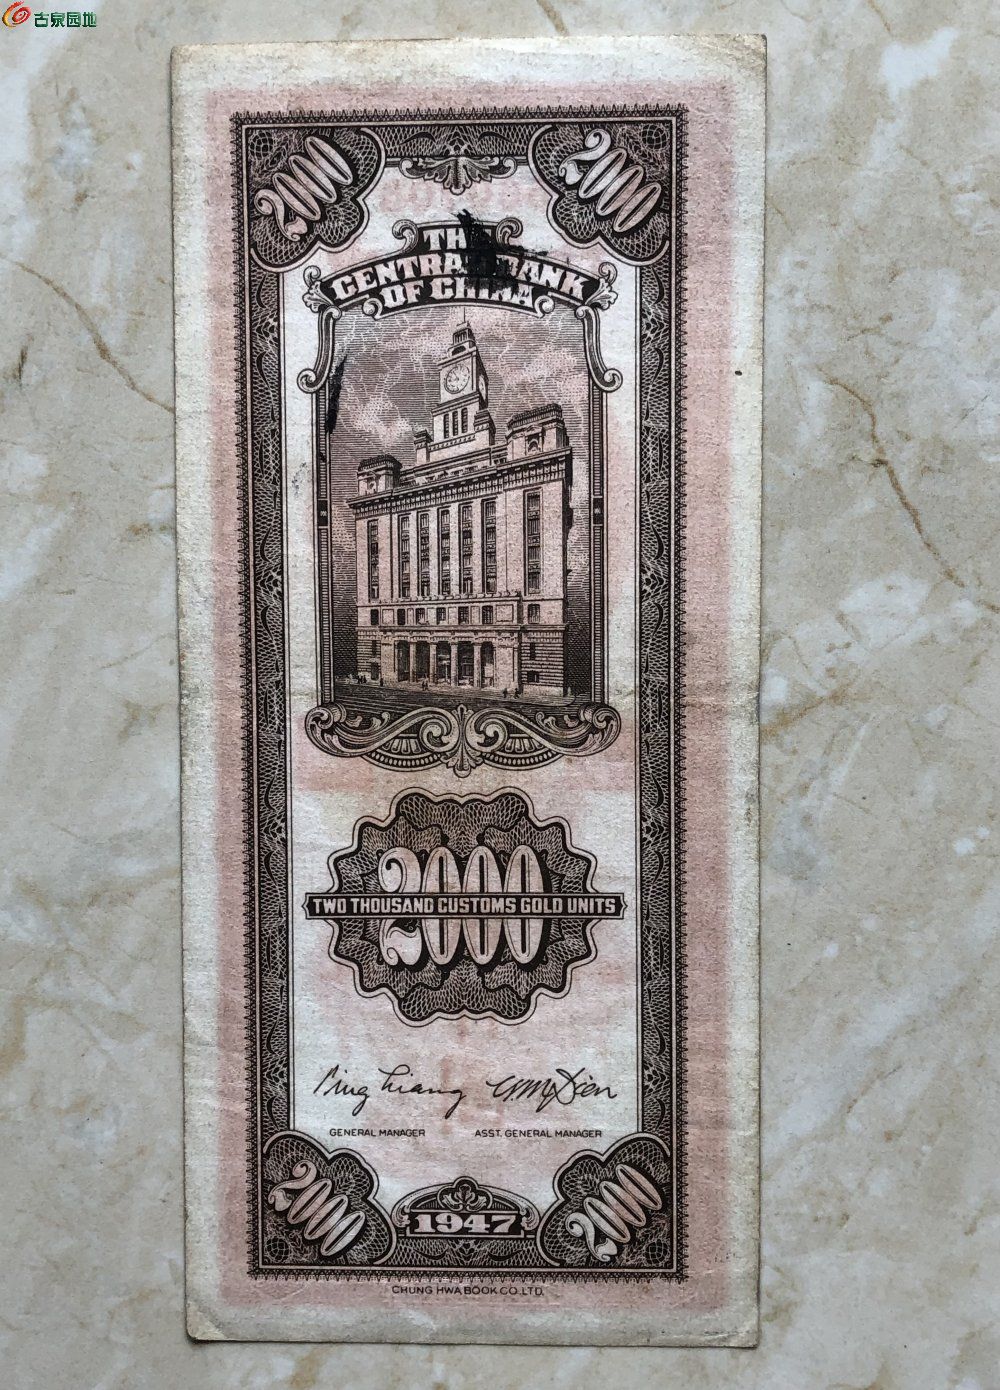 古泉园地
2000 2000
THE
CENTRAL BANK
OF CHINA
2000
TWO THOUSAND CUSTOMS GOLD UNITS
GENERAL MANAGER ASST. GENERAL MANAGER
2000 1947 2000
CHUNG HWA BOOK CO. LTD.